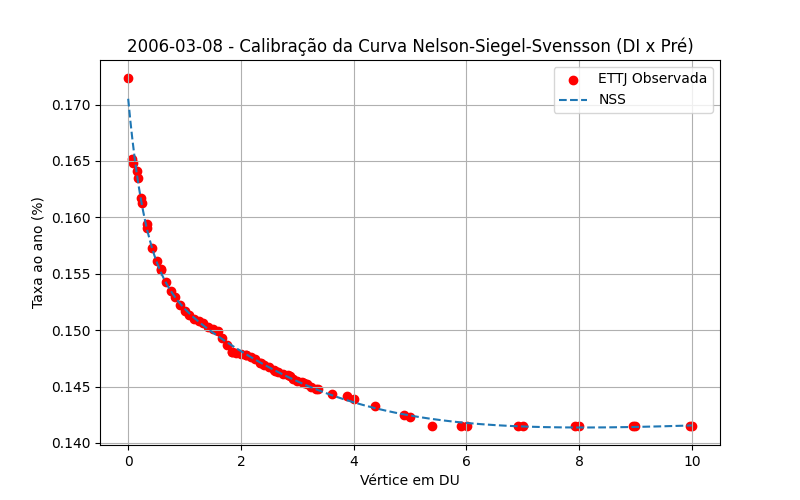 2006-03-08 - Calibração da Curva Nelson-Siegel-Svensson (DI x Pré)
ETTJ Observada
NSS
Taxa ao ano (%)
0.170
0.165
0.160
0.155
0.150
0.145
0.140
0 2 4 6 8 10
Vértice em DU